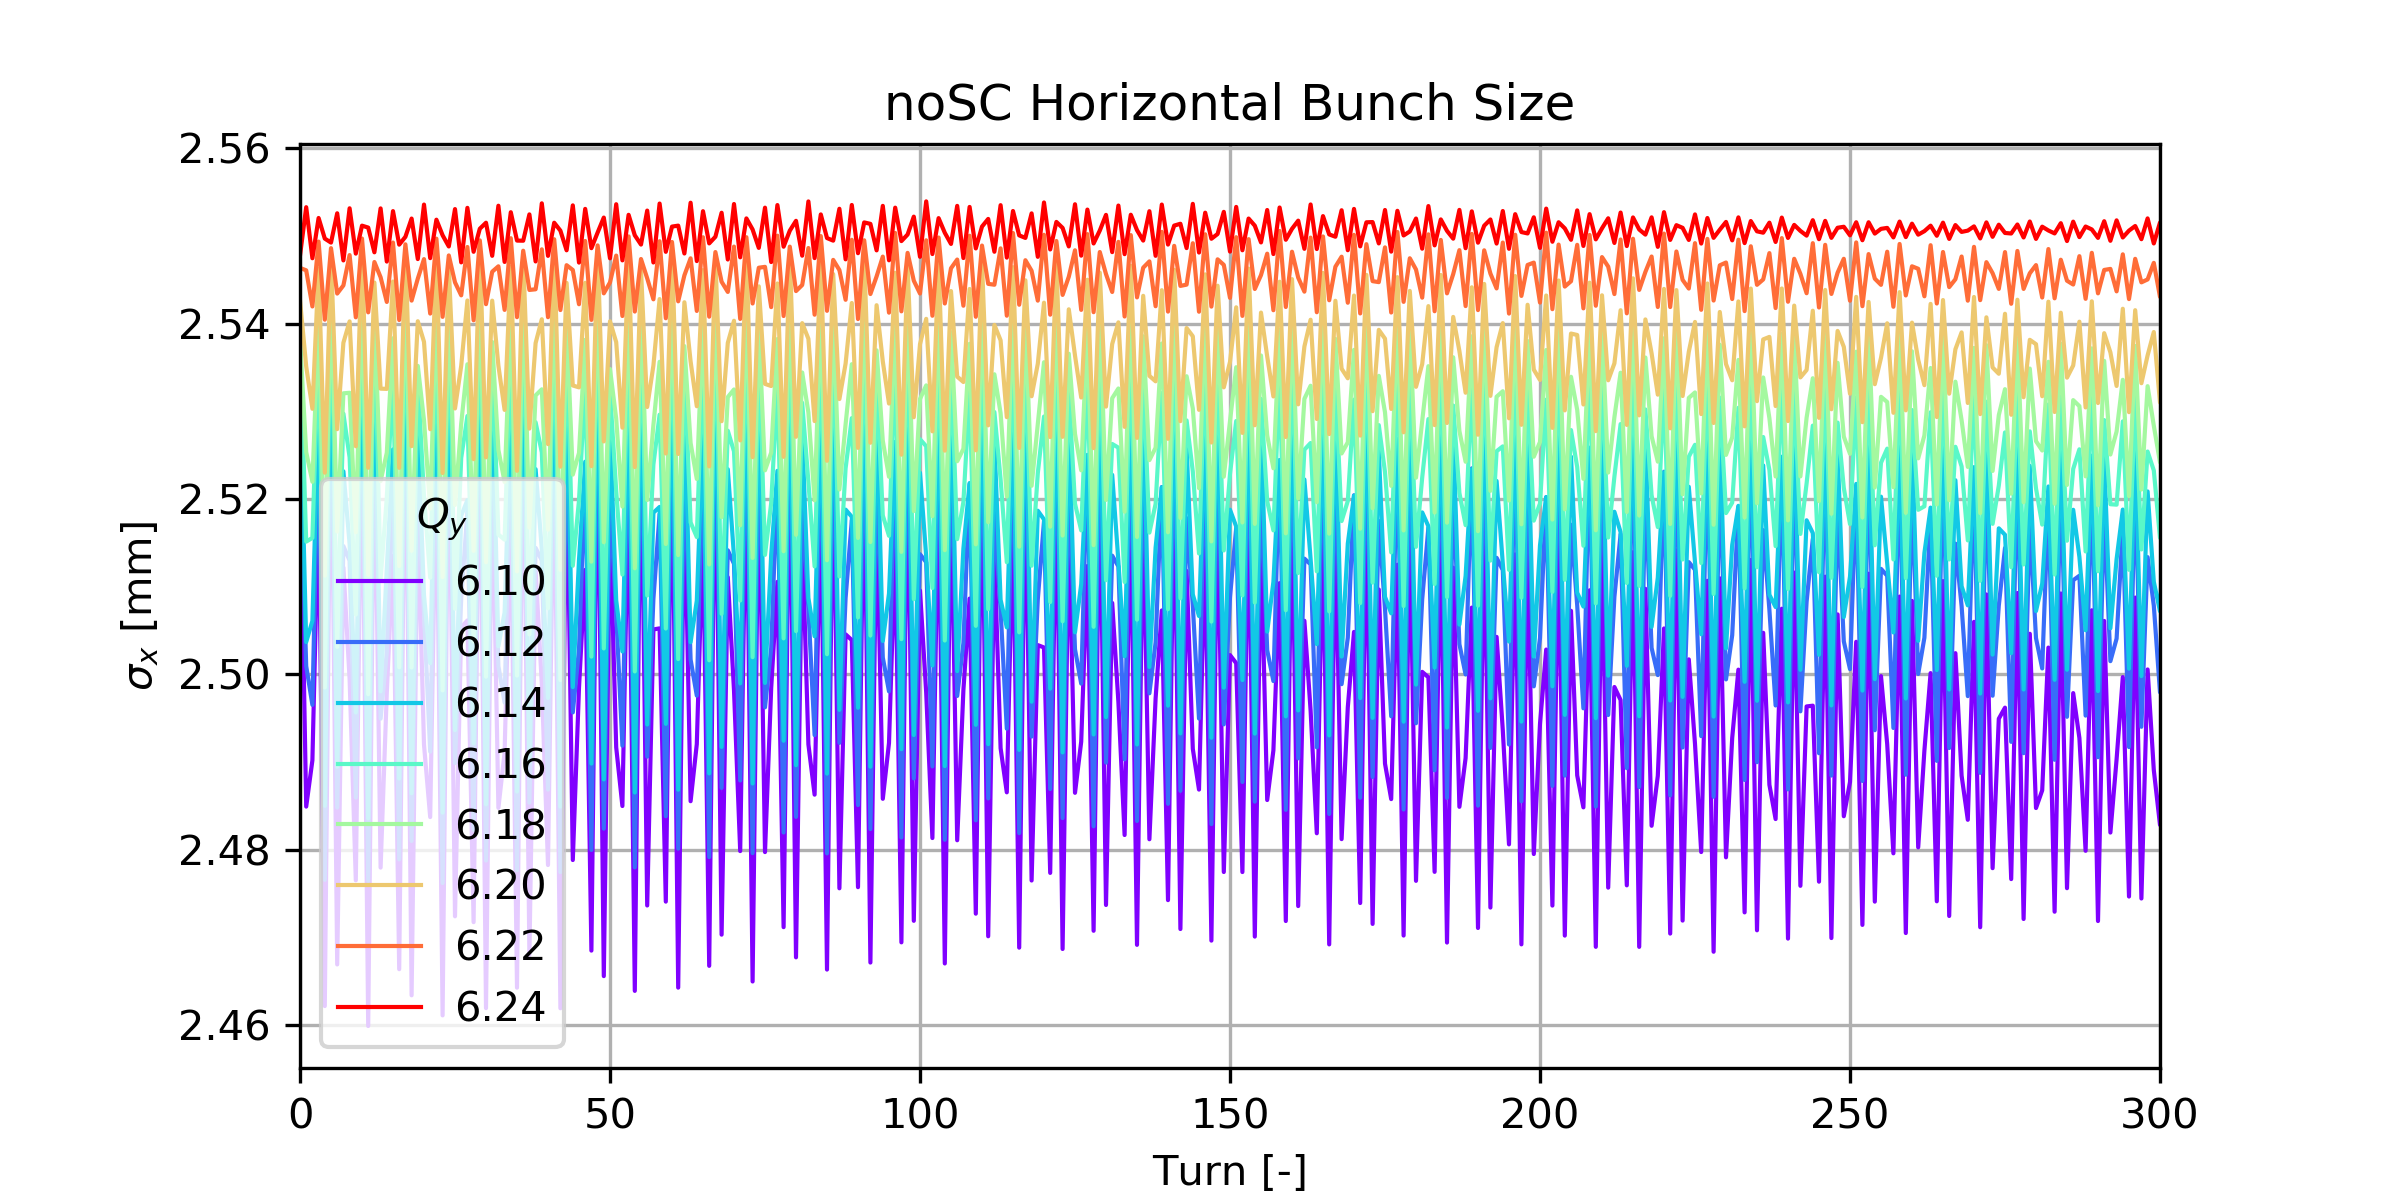 noSC Horizontal Bunch Size
σx [mm]
2.56
2.54
2.52
2.50
2.48
2.46
Qy
6.10
6.12
6.14
6.16
6.18
6.20
6.22
6.24
0 50 100 150 200 250 300
Turn [-]